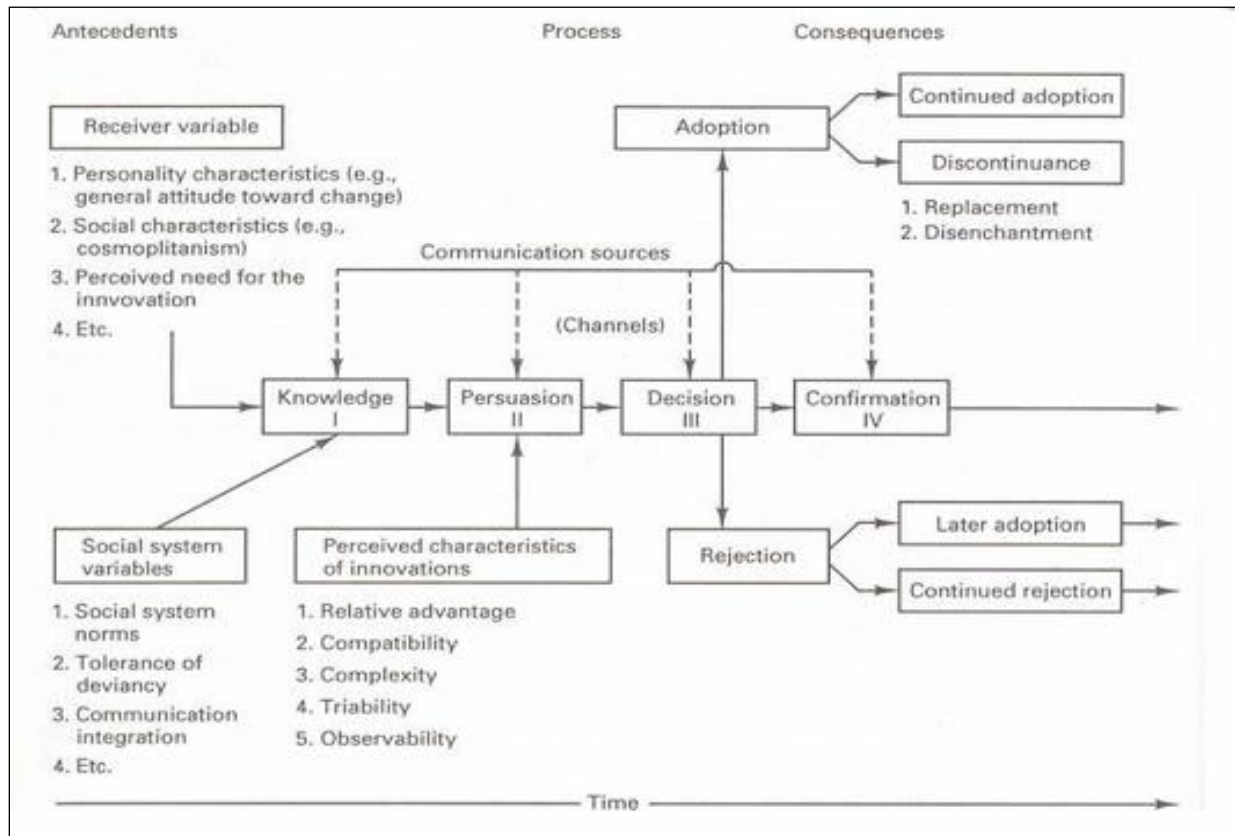 Antecedents
Process
Consequences
Receiver variable
1. Personality characteristics (e.g.,
general attitude toward change)
2. Social characteristics (e.g.,
cosmoplitanism)
3. Perceived need for the
innvovation
4. Etc.
Adoption
Continued adoption
Discontinuance
1. Replacement
2. Disenchantment
Communication sources
(Channels)
Knowledge
I
Persuasion
II
Decision
III
Confirmation
IV
Social system
variables
1. Social system
norms
2. Tolerance of
deviancy
3. Communication
integration
4. Etc.
Perceived characteristics
of innovations
1. Relative advantage
2. Compatibility
3. Complexity
4. Triability
5. Observability
Rejection
Later adoption
Continued rejection
Time